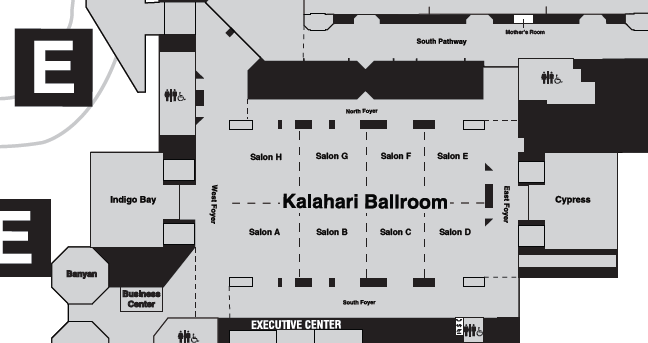 South Pathway
Mother's Room
E
North Foyer
Salon H
Salon G
Salon F
Salon E
Indigo Bay
West Foyer
Kalahari Ballroom
East Foyer
Cypress
E
Salon A
Salon B
Salon C
Salon D
Banyan
Business
Center
South Foyer
EXECUTIVE CENTER